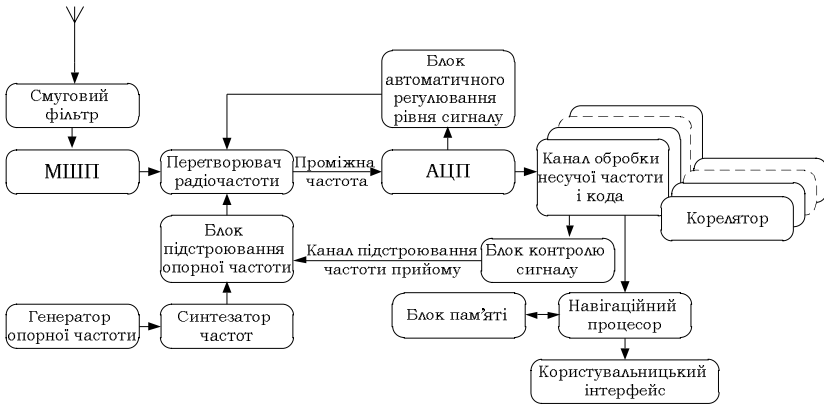 Блок
автоматичного
регулювання
рівня сигналу
Смуговий
фільтр
МШП
Перетворювач
радіочастоти
Проміжна
частота
АЦП
Канал обробки
несучої частоти
і кода
Корелятор
Блок
підстроювання
опорної частоти
Канал підстроювання
частоти прийому
Блок контролю
сигналу
Генератор
опорної частоти
Синтезатор
частот
Блок пам'яті
Навігаційний
процесор
Користувальницький
інтерфейс